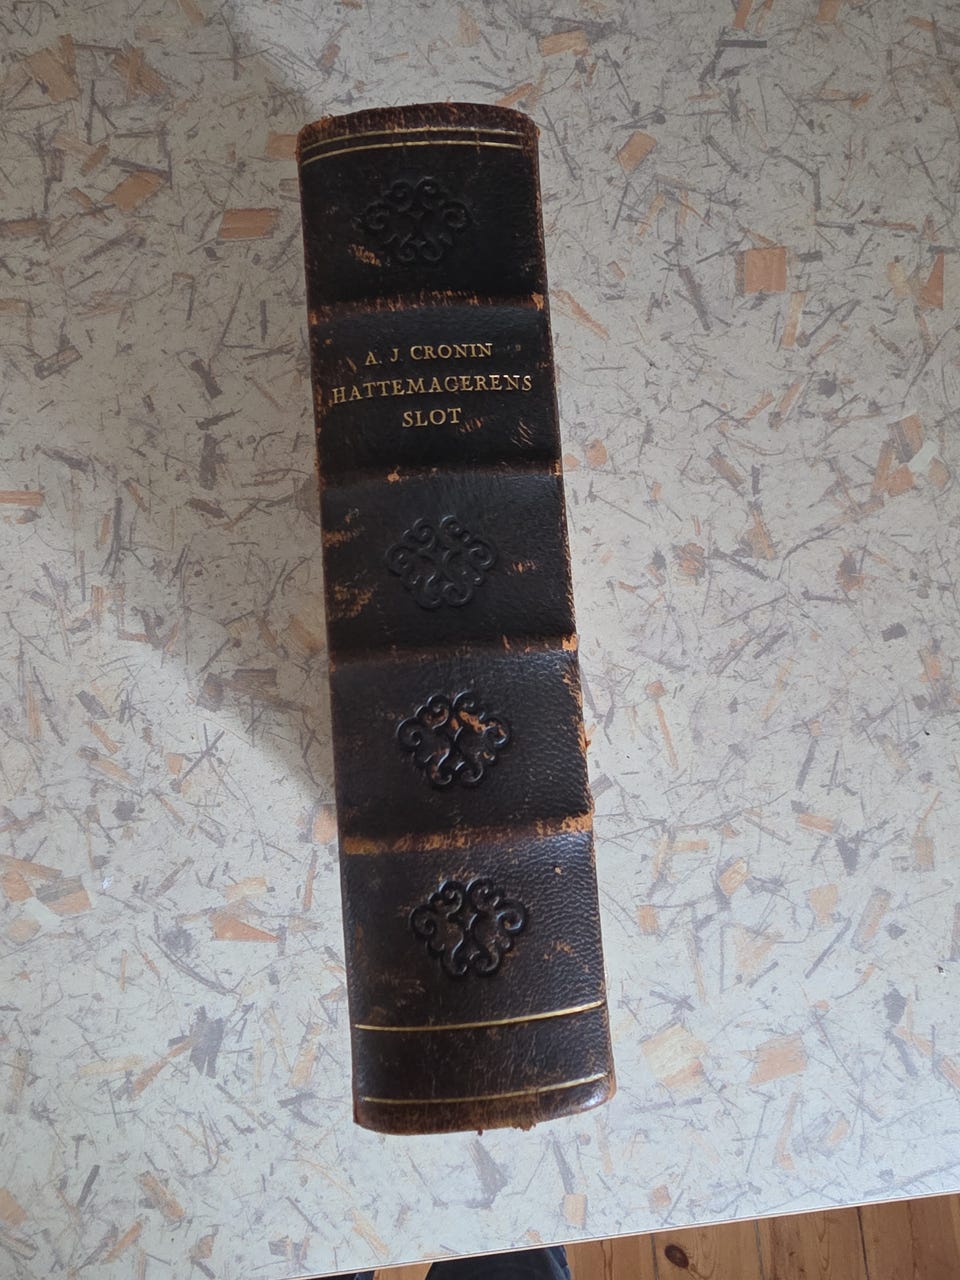 A. J CRONIN
HATTEMAGERENS
SLOT